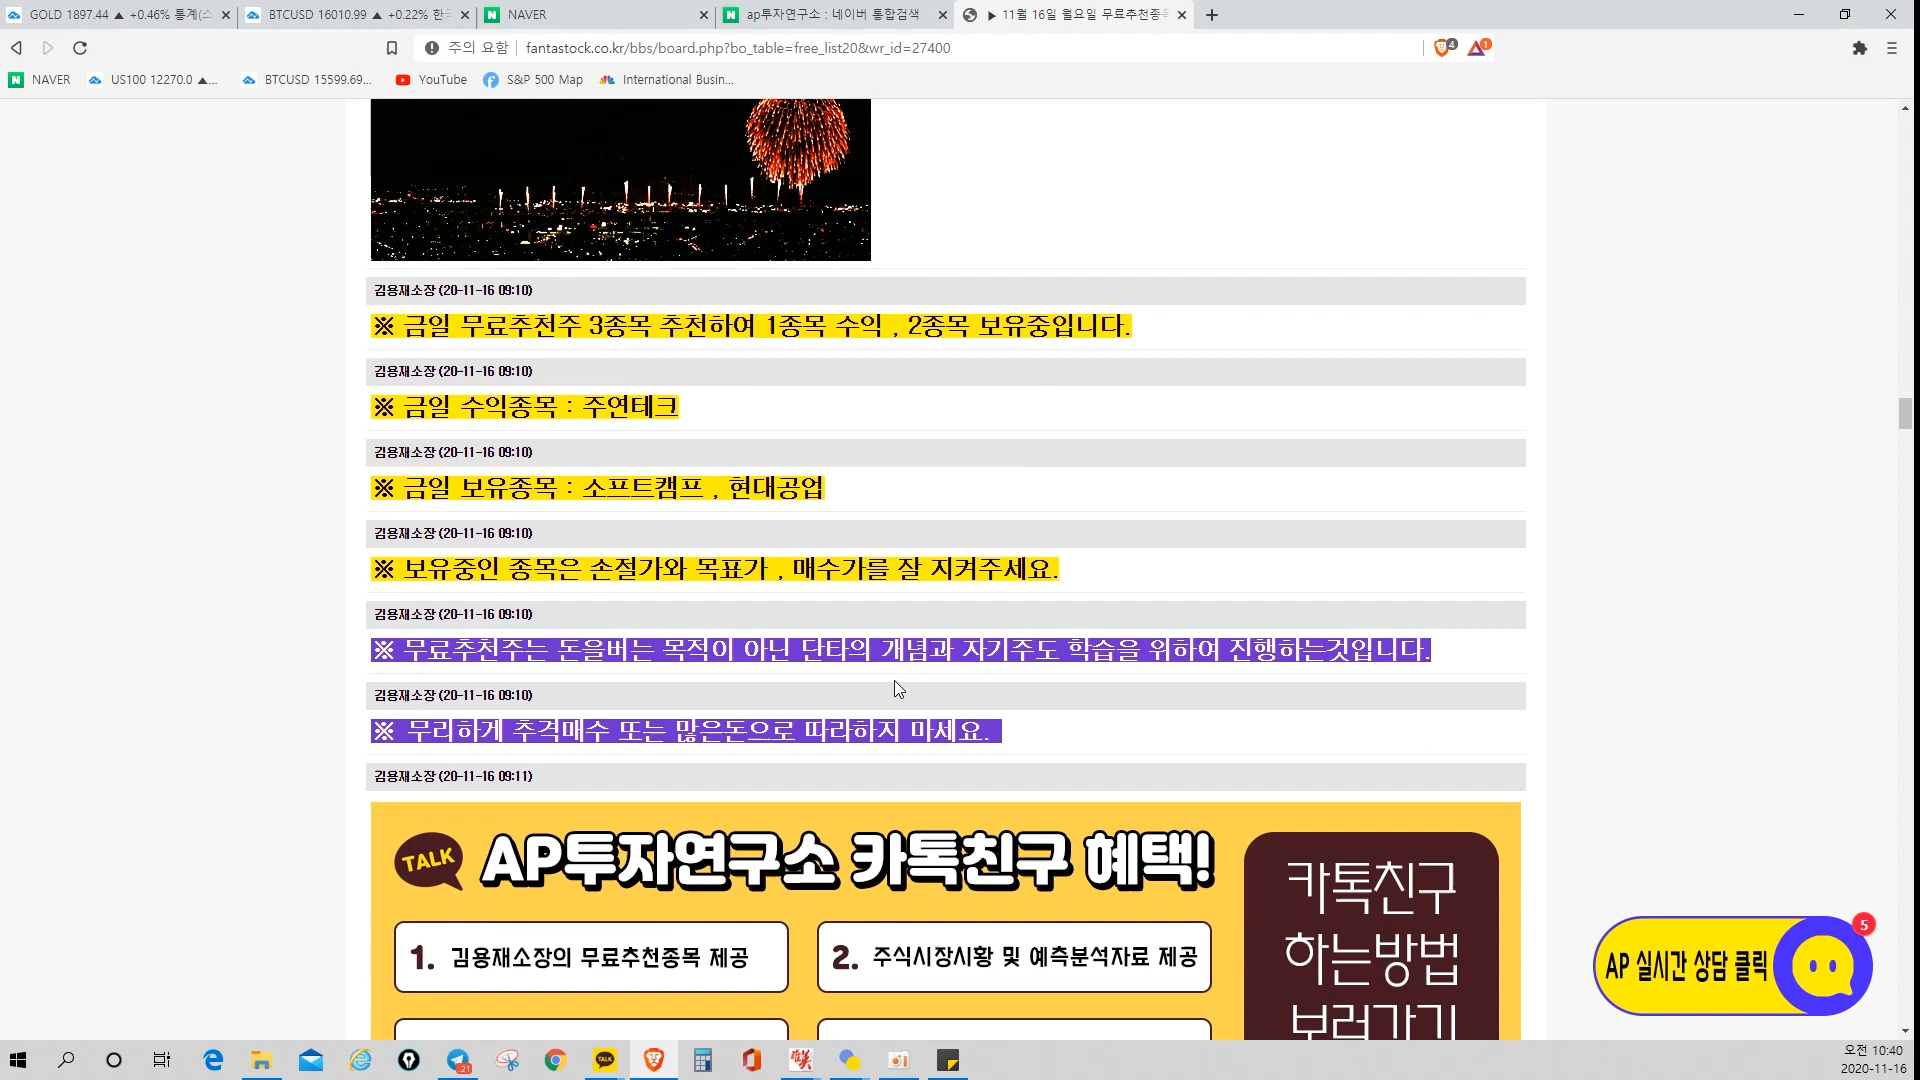 GOLD 1897.44 ▲ +0.46% 통계(스
BTCUSD 16010.99 ▲ +0.22% 한국
NAVER
ap투자연구소 : 네이버 통합검색
▶ 11월 16일 월요일 무료추천종목
주의 요함
fantastock.co.kr/bbs/board.php?bo_table=free_list20&wr_id=27400
4
1
NAVER
US100 12270.0 ▲...
BTCUSD 15599.69...
YouTube
S&P 500 Map
International Busin...
김용재소장 (20-11-16 09:10)
※ 금일 무료추천주 3종목 추천하여 1종목 수익 , 2종목 보유중입니다.
김용재소장 (20-11-16 09:10)
※ 금일 수익종목 : 주연테크
김용재소장 (20-11-16 09:10)
※ 금일 보유종목 : 소프트캠프 , 현대공업
김용재소장 (20-11-16 09:10)
※ 보유중인 종목은 손절가와 목표가 , 매수가를 잘 지켜주세요.
김용재소장 (20-11-16 09:10)
※ 무료추천주는 돈을버는 목적이 아닌 단타의 개념과 자기주도 학습을 위하여 진행하는것입니다.
김용재소장 (20-11-16 09:10)
※ 무리하게 추격매수 또는 많은돈으로 따라하지 마세요.
김용재소장 (20-11-16 09:11)
TALK
AP투자연구소 카톡친구 혜택!
1. 김용재소장의 무료추천종목 제공
2. 주식시장시황 및 예측분석자료 제공
카톡친구
하는방법
보러가기
AP 실시간 상담 클릭
5
TALK
21
오전 10:40
2020-11-16